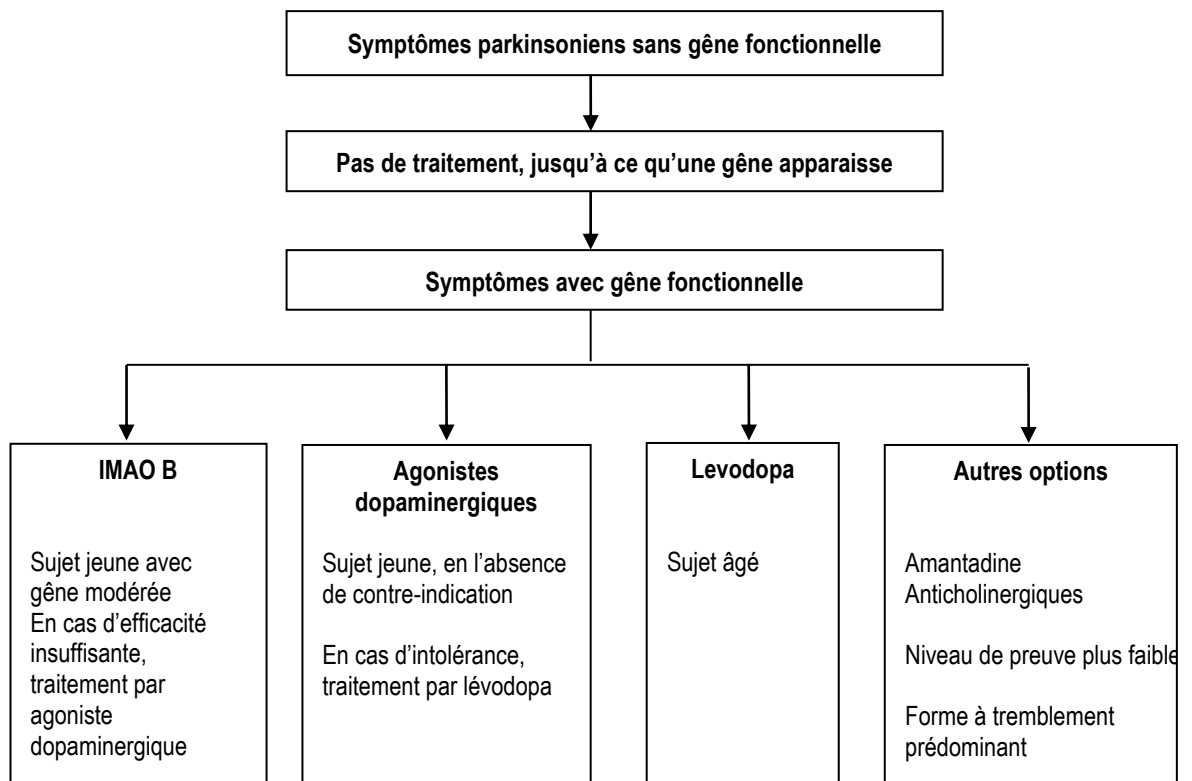 Symptômes parkinsoniens sans gêne fonctionnelle
Pas de traitement, jusqu’à ce qu’une gêne apparaisse
Symptômes avec gêne fonctionnelle
IMAO B
Sujet jeune avec
gêne modérée
En cas d’efficacité
insuffisante,
traitement par
agoniste
dopaminergique
Agonistes
dopaminergiques
Sujet jeune, en l’absence
de contre-indication
En cas d’intolérance,
traitement par lévodopa
Levodopa
Sujet âgé
Autres options
Amantadine
Anticholinergiques
Niveau de preuve plus faible
Forme à tremblement
prédominant